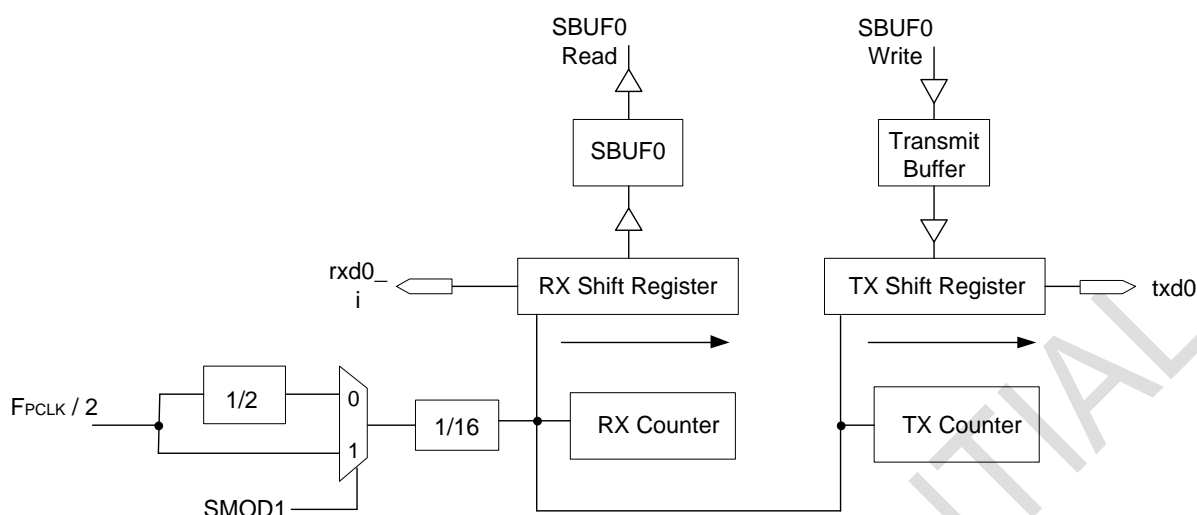 SBUF0
Read
SBUF0
Write
SBUF0
Transmit
Buffer
rxd0_
i
RX Shift Register
TX Shift Register
txd0
FPCLK / 2
1/2
0
1
1/16
RX Counter
TX Counter
SMOD1